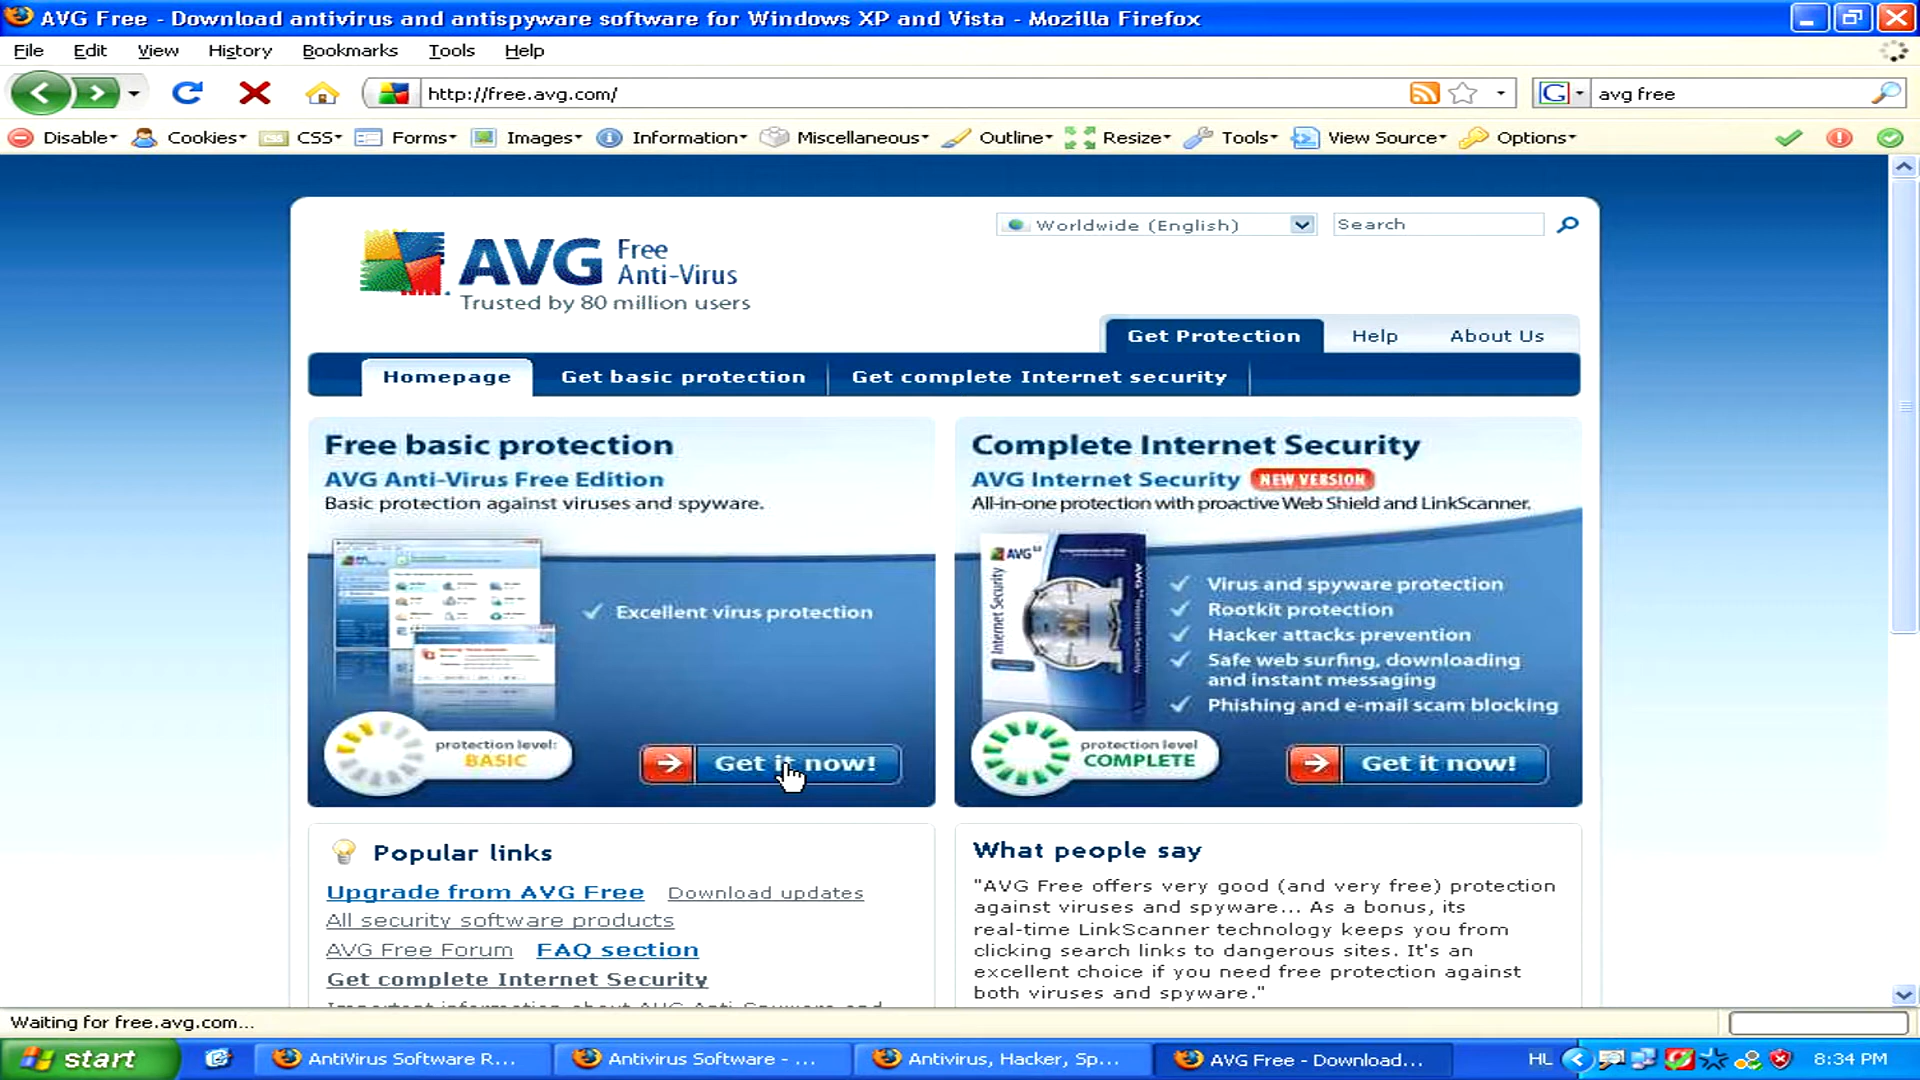 AVG Free - Download antivirus and antispyware software for Windows XP and Vista - Mozilla Firefox
File Edit View History Bookmarks Tools Help
http://free.avg.com/
avg free
Disable Cookies CSS Forms Images Information Miscellaneous Outline Resize Tools View Source Options
Worldwide (English)
Search
AVG Free
Anti-Virus
Trusted by 80 million users
Get Protection Help About Us
Homepage Get basic protection Get complete Internet security
Free basic protection
AVG Anti-Virus Free Edition
Basic protection against viruses and spyware.
Excellent virus protection
protection level:
BASIC
Get it now!
Complete Internet Security
AVG Internet Security NEW VERSION
All-in-one protection with proactive Web Shield and LinkScanner.
AVG
Internet Security
Virus and spyware protection
Rootkit protection
Hacker attacks prevention
Safe web surfing, downloading
and instant messaging
Phishing and e-mail scam blocking
protection level
COMPLETE
Get it now!
Popular links
Upgrade from AVG Free Download updates
All security software products
AVG Free Forum FAQ section
Get complete Internet Security
Important information about AVG Anti-Spyware and
What people say
"AVG Free offers very good (and very free) protection
against viruses and spyware... As a bonus, its
real-time LinkScanner technology keeps you from
clicking search links to dangerous sites. It's an
excellent choice if you need free protection against
both viruses and spyware."
Waiting for free.avg.com...
start
AntiVirus Software R...
Antivirus Software - ...
Antivirus, Hacker, Sp...
AVG Free - Download...
HL
8:34 PM